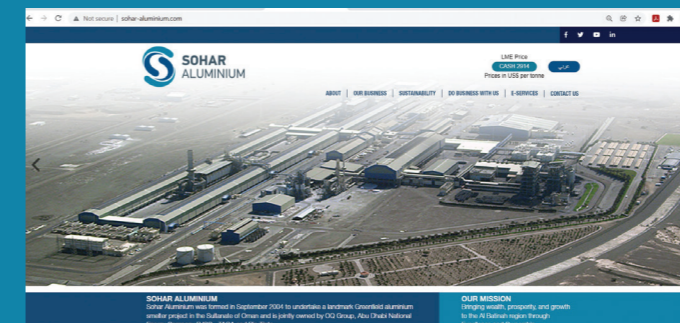 Not secure | sohar-aluminium.com
SOHAR
ALUMINIUM
LME Price
CASH 2914
عربي
Prices in US$ per tonne
ABOUT | OUR BUSINESS | SUSTAINABILITY | DO BUSINESS WITH US | E-SERVICES | CONTACT US
SOHAR ALUMINIUM
Sohar Aluminium was formed in September 2004 to undertake a landmark Greenfield aluminium
smelter project in the Sultanate of Oman and is jointly owned by OQ Group, Abu Dhabi National
OUR MISSION
Bringing wealth, prosperity, and growth
to the Al Batinah region through